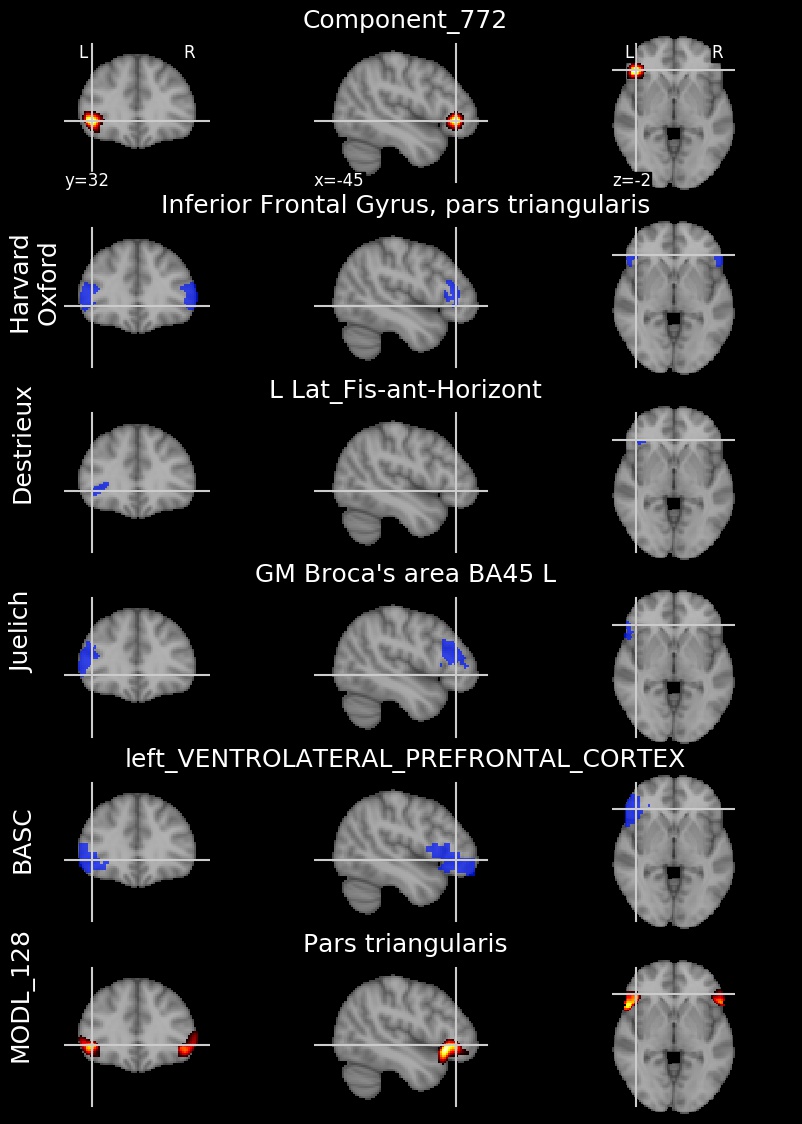 Component_772
L R
L R
y=32
x=-45
z=-2
Inferior Frontal Gyrus, pars triangularis
Harvard
Oxford
L Lat_Fis-ant-Horizont
Destrieux
GM Broca's area BA45 L
Juelich
left_VENTROLATERAL_PREFRONTAL_CORTEX
BASC
Pars triangularis
MODL_128